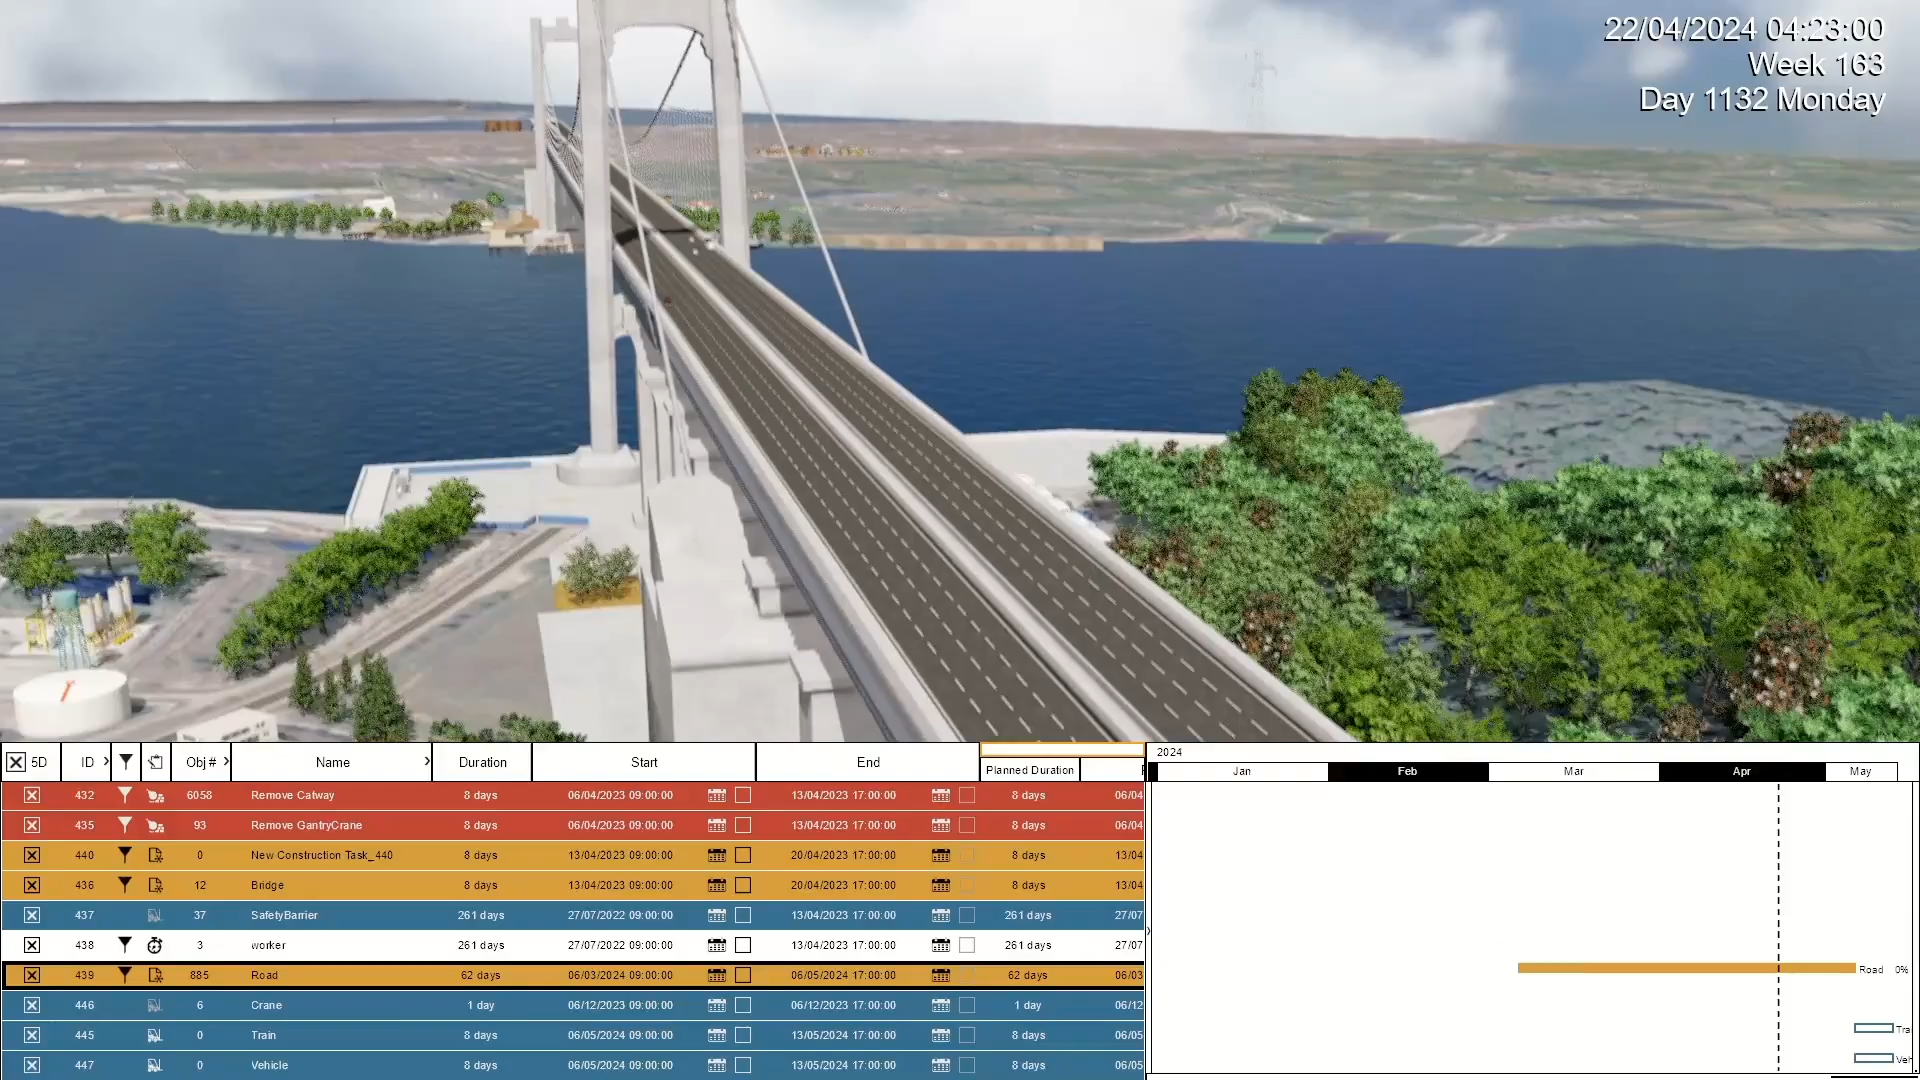 22/04/2024 04:23:00
Week 163
Day 1132 Monday
5D ID Obj # Name Duration Start End Planned Duration
432 6058 Remove Catway 8 days 06/04/2023 09:00:00 13/04/2023 17:00:00 8 days 06/04
435 93 Remove GantryCrane 8 days 06/04/2023 09:00:00 13/04/2023 17:00:00 8 days 06/04
440 0 New Construction Task_440 8 days 13/04/2023 09:00:00 20/04/2023 17:00:00 8 days 13/04
436 12 Bridge 8 days 13/04/2023 09:00:00 20/04/2023 17:00:00 8 days 13/04
437 37 SafetyBarrier 261 days 27/07/2022 09:00:00 13/04/2023 17:00:00 261 days 27/07
438 3 worker 261 days 27/07/2022 09:00:00 13/04/2023 17:00:00 261 days 27/07
439 885 Road 62 days 06/03/2024 09:00:00 06/05/2024 17:00:00 62 days 06/03
446 6 Crane 1 day 06/12/2023 09:00:00 06/12/2023 17:00:00 1 day 06/12
445 0 Train 8 days 06/05/2024 09:00:00 13/05/2024 17:00:00 8 days 06/05
447 0 Vehicle 8 days 06/05/2024 09:00:00 13/05/2024 17:00:00 8 days 06/05
2024
Jan Feb Mar Apr May
Road 0%
Trai
Veh